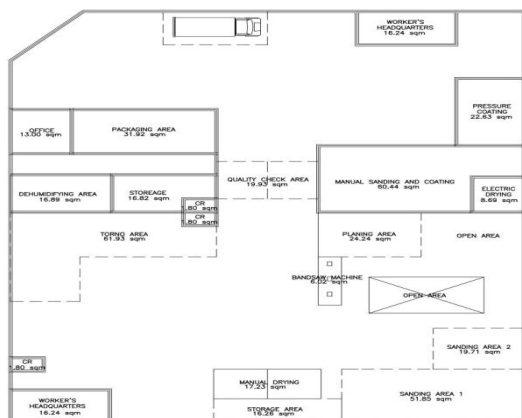 WORKER'S
HEADQUARTERS
16.24 sqm
PRESSURE
COATING
22.63 sqm
OFFICE
13.00 sqm
PACKAGING AREA
31.92 sqm
QUALITY CHECK AREA
19.93 sqm
MANUAL SANDING AND COATING
60.44 sqm
ELECTRIC
DRYING
8.69 sqm
DEHUMIDIFYING AREA
16.89 sqm
STOREAGE
16.82 sqm
CR
1.80 sqm
CR
1.80 sqm
TORNO AREA
61.93 sqm
PLANING AREA
24.24 sqm
OPEN AREA
BANDSAW MACHINE
6.02 sqm
OPEN AREA
SANDING AREA 2
19.71 sqm
CR
1.80 sqm
MANUAL DRYING
17.23 sqm
SANDING AREA 1
51.85 sqm
WORKER'S
HEADQUARTERS
16.24 sqm
STORAGE AREA
16.26 sqm